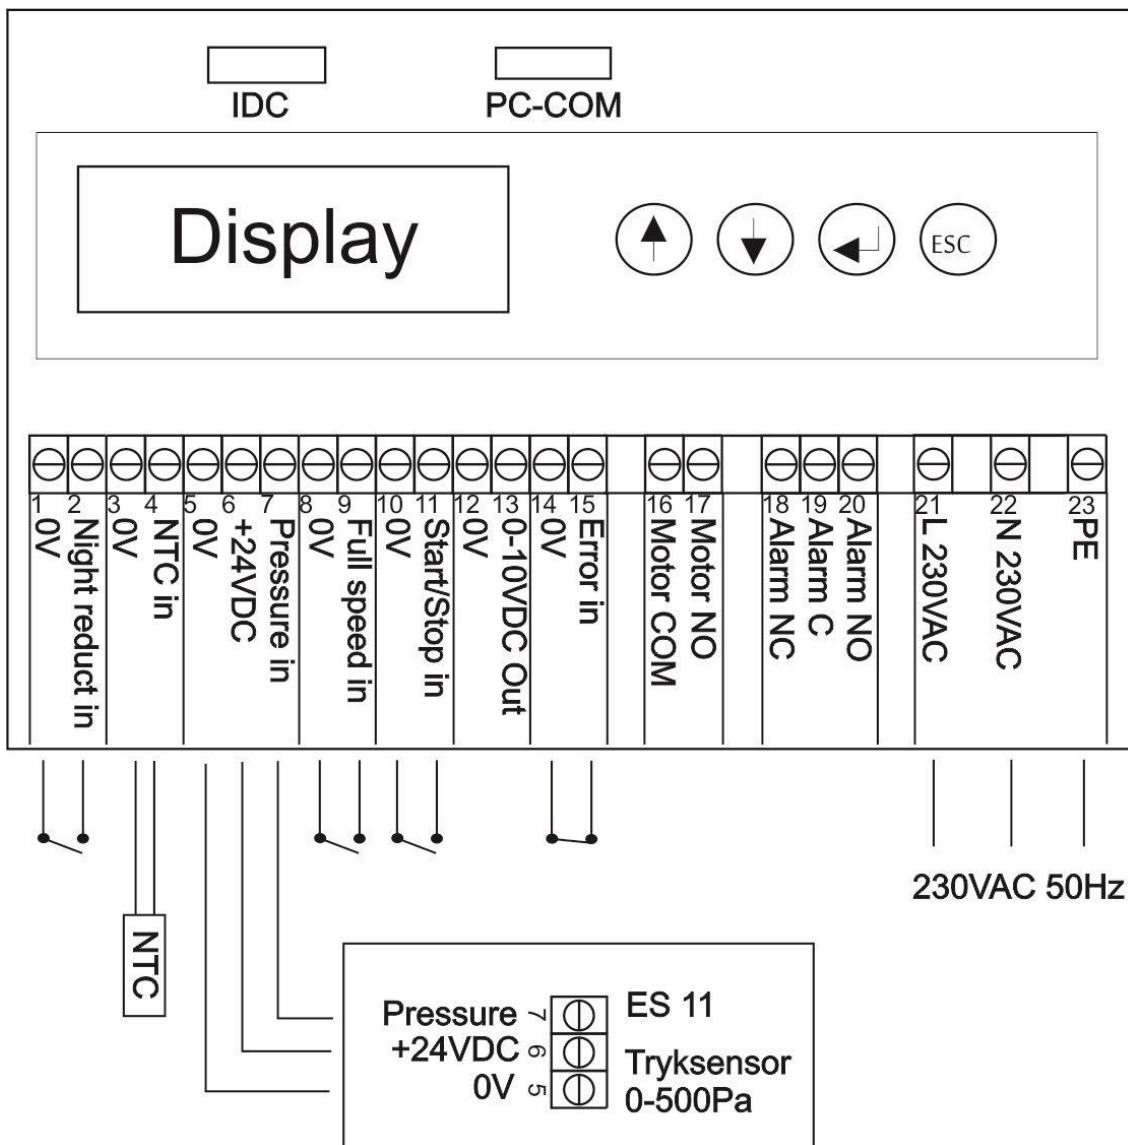 IDC
PC-COM
Display
ESC
1 2 3 4 5 6 7 8 9 10 11 12 13 14 15 16 17 18 19 20 21 22 23
0V
Night reduct in
0V
NTC in
0V
+24VDC
Pressure in
0V
Full speed in
0V
Start/Stop in
0V
0-10VDC Out
0V
Error in
Motor COM
Motor NO
Alarm NC
Alarm C
Alarm NO
L 230VAC
N 230VAC
PE
230VAC 50Hz
NTC
Pressure 7
+24VDC 6
0V 5
ES 11
Tryksensor
0-500Pa